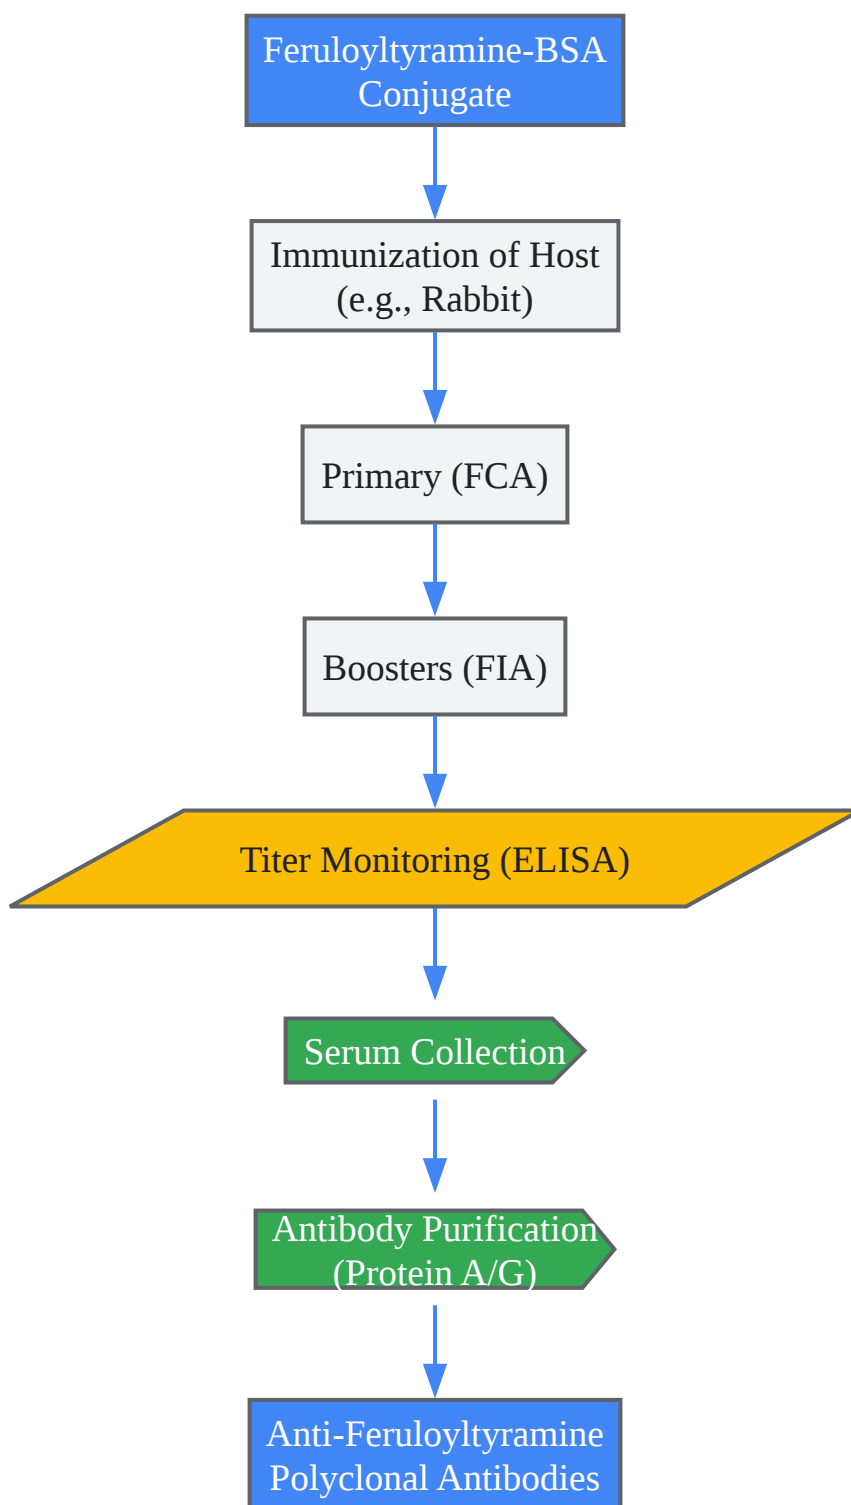 Feruloyltyramine-BSA
Conjugate
Immunization of Host
(e.g., Rabbit)
Primary (FCA)
Boosters (FIA)
Titer Monitoring (ELISA)
Serum Collection
Antibody Purification
(Protein A/G)
Anti-Feruloyltyramine
Polyclonal Antibodies